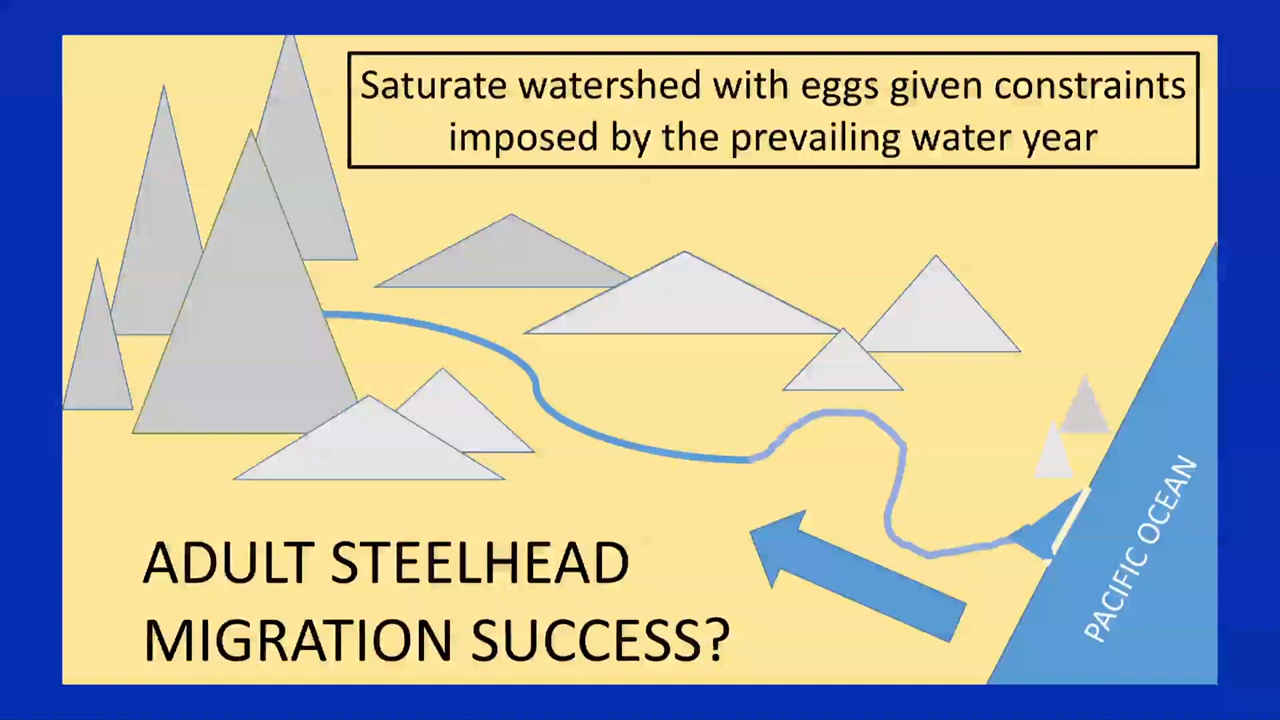 Saturate watershed with eggs given constraints
imposed by the prevailing water year
PACIFIC OCEAN
ADULT STEELHEAD
MIGRATION SUCCESS?